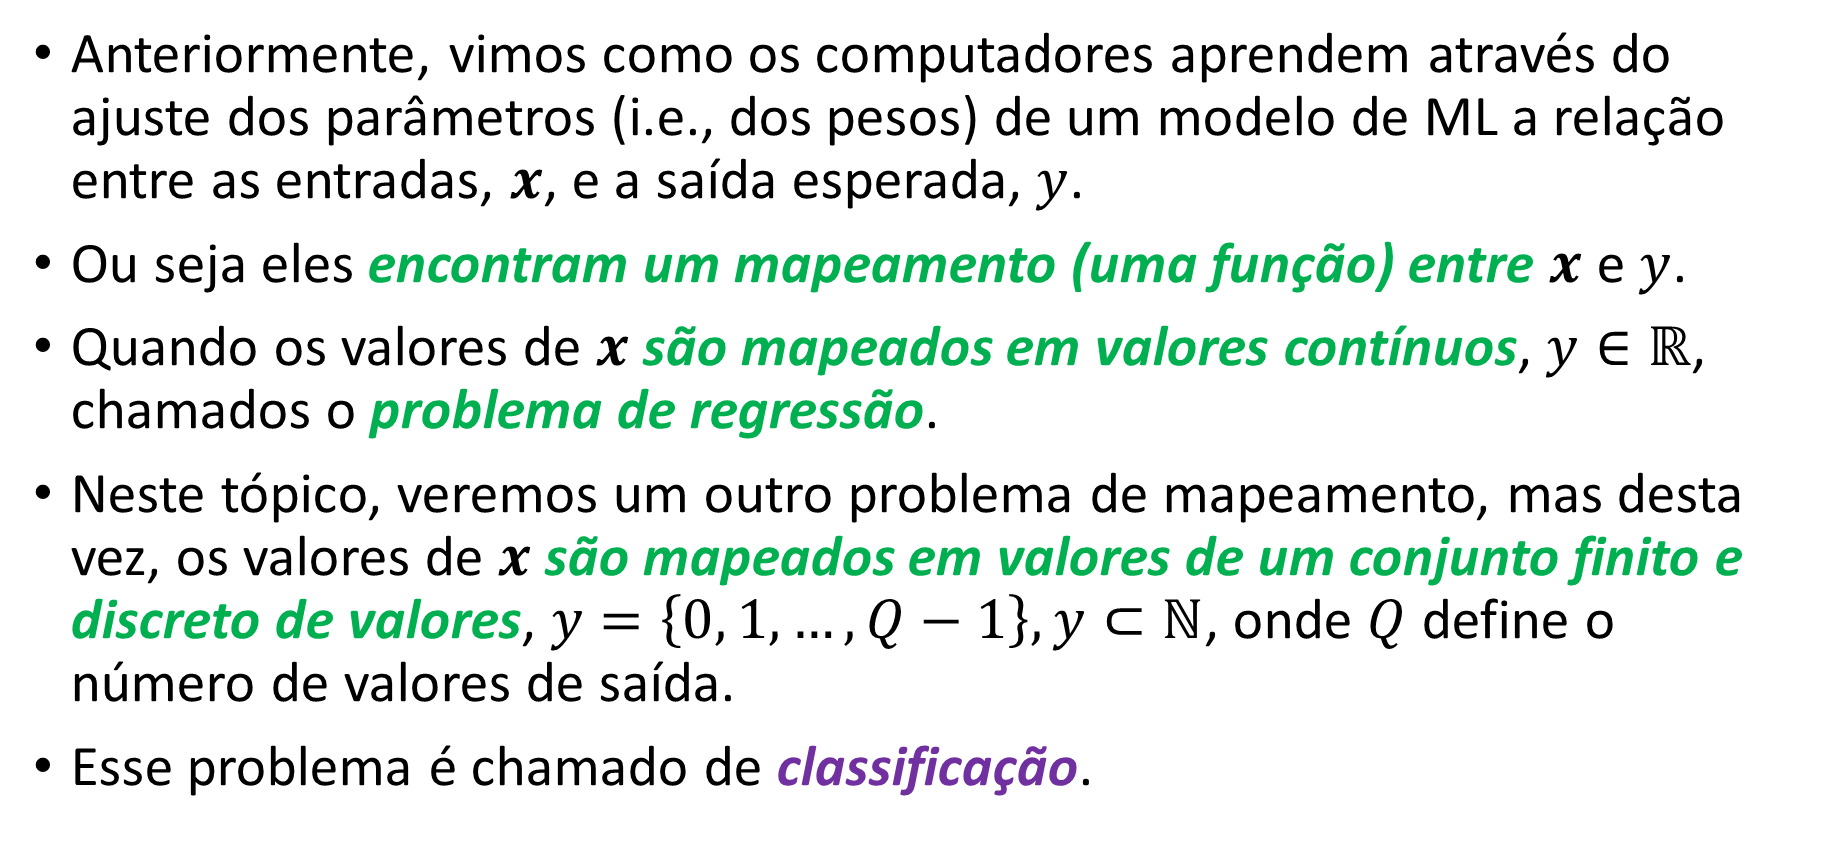 • Anteriormente, vimos como os computadores aprendem através do
ajuste dos parâmetros (i.e., dos pesos) de um modelo de ML a relação
entre as entradas, 𝒙, e a saída esperada, 𝑦.
• Ou seja eles encontram um mapeamento (uma função) entre 𝒙 e 𝑦.
• Quando os valores de 𝒙 são mapeados em valores contínuos, 𝑦 ∈ ℝ,
chamados o problema de regressão.
• Neste tópico, veremos um outro problema de mapeamento, mas desta
vez, os valores de 𝒙 são mapeados em valores de um conjunto finito e
discreto de valores, 𝑦 = {0, 1, … , 𝑄 − 1}, 𝑦 ⊂ ℕ, onde 𝑄 define o
número de valores de saída.
• Esse problema é chamado de classificação.